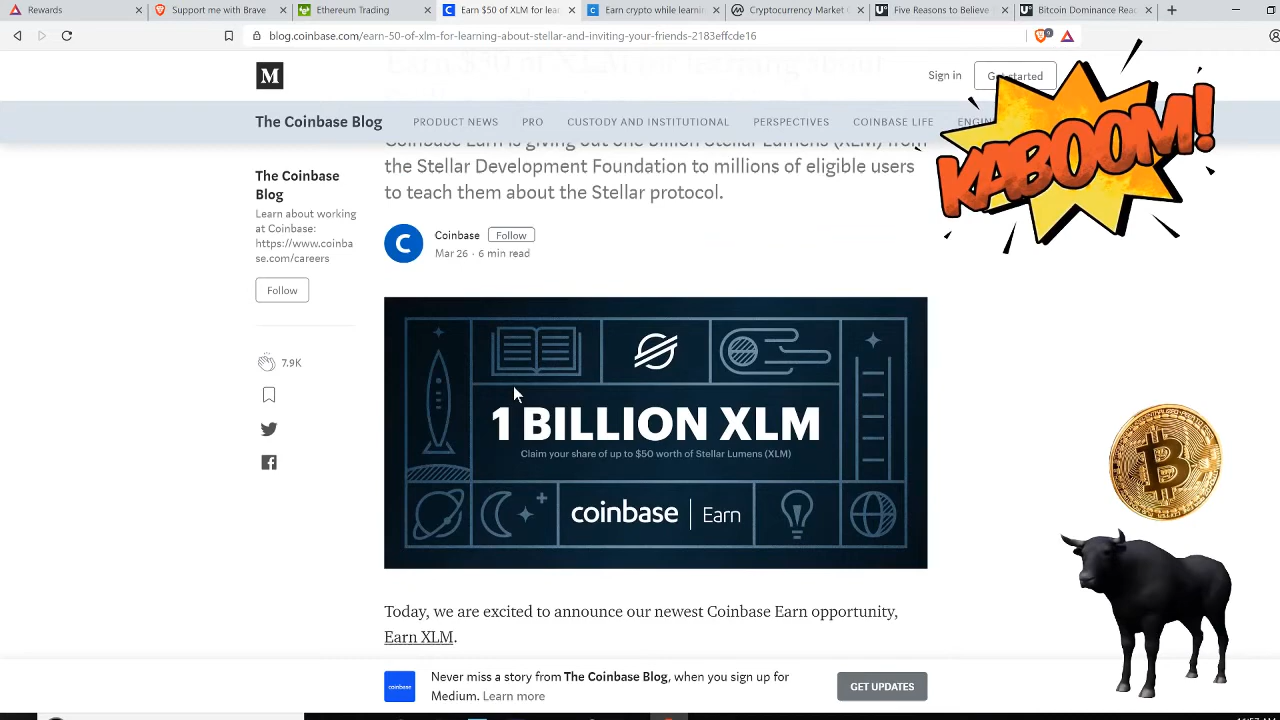 Rewards
Support me with Brave
Ethereum Trading
Earn $50 of XLM for lea
Earn crypto while learnin
Cryptocurrency Market C
Five Reasons to Believe
Bitcoin Dominance Rea
blog.coinbase.com/earn-50-of-xlm-for-learning-about-stellar-and-inviting-your-friends-2183effcde16
9
Earn $50 of XLM for learning about
M
Sign in
Get started
The Coinbase Blog
PRODUCT NEWS
PRO
CUSTODY AND INSTITUTIONAL
PERSPECTIVES
COINBASE LIFE
ENGIN
KABOOM!
Coinbase Earn is giving out one billion Stellar Lumens (XLM) from
the Stellar Development Foundation to millions of eligible users
to teach them about the Stellar protocol.
The Coinbase
Blog
Learn about working
at Coinbase:
https://www.coinba
se.com/careers
Follow
C
Coinbase
Follow
Mar 26 · 6 min read
7.9K
1 BILLION XLM
Claim your share of up to $50 worth of Stellar Lumens (XLM)
coinbase | Earn
Today, we are excited to announce our newest Coinbase Earn opportunity,
Earn XLM.
coinbase
Never miss a story from The Coinbase Blog, when you sign up for
Medium. Learn more
GET UPDATES